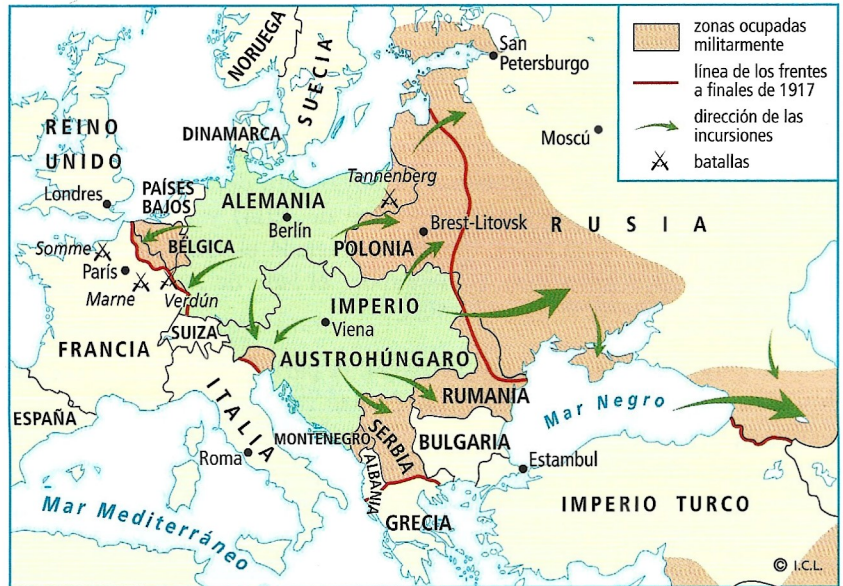 zonas ocupadas
militarmente
línea de los frentes
a finales de 1917
dirección de las
incursiones
batallas
NORUEGA
SUECIA
San
Petersburgo
Moscú
REINO
UNIDO
DINAMARCA
Londres
PAÍSES
BAJOS
ALEMANIA
Berlín
Tannenberg
Brest-Litovsk
RUSIA
POLONIA
BÉLGICA
Somme
París
Marne
Verdún
IMPERIO
Viena
AUSTROHÚNGARO
SUIZA
FRANCIA
ITALIA
RUMANÍA
Mar Negro
ESPAÑA
MONTENEGRO
SERBIA
BULGARIA
ALBANIA
Roma
Estambul
Mar Mediterráneo
GRECIA
IMPERIO TURCO
© I.C.L.